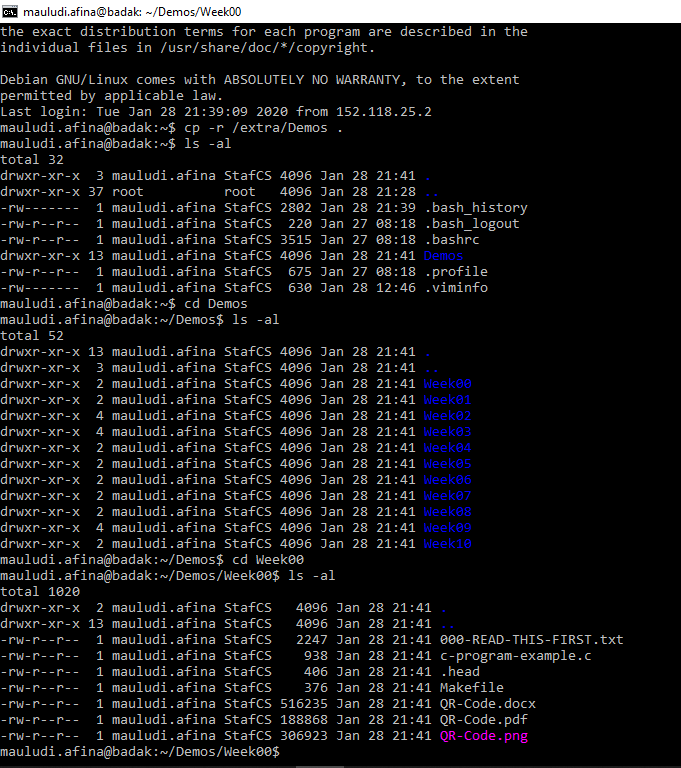 mauludi.afina@badak: ~/Demos/Week00
the exact distribution terms for each program are described in the
individual files in /usr/share/doc/*/copyright.
Debian GNU/Linux comes with ABSOLUTELY NO WARRANTY, to the extent
permitted by applicable law.
Last login: Tue Jan 28 21:39:09 2020 from 152.118.25.2
mauludi.afina@badak:~$ cp -r /extra/Demos .
mauludi.afina@badak:~$ ls -al
total 32
drwxr-xr-x  3 mauludi.afina StafCS 4096 Jan 28 21:41 .
drwxr-xr-x 37 root          root   4096 Jan 28 21:28 ..
-rw-------  1 mauludi.afina StafCS 2802 Jan 28 21:39 .bash_history
-rw-r--r--  1 mauludi.afina StafCS  220 Jan 27 08:18 .bash_logout
-rw-r--r--  1 mauludi.afina StafCS 3515 Jan 27 08:18 .bashrc
drwxr-xr-x 13 mauludi.afina StafCS 4096 Jan 28 21:41 Demos
-rw-r--r--  1 mauludi.afina StafCS  675 Jan 27 08:18 .profile
-rw-------  1 mauludi.afina StafCS  630 Jan 28 12:46 .viminfo
mauludi.afina@badak:~$ cd Demos
mauludi.afina@badak:~/Demos$ ls -al
total 52
drwxr-xr-x 13 mauludi.afina StafCS 4096 Jan 28 21:41 .
drwxr-xr-x  3 mauludi.afina StafCS 4096 Jan 28 21:41 ..
drwxr-xr-x  2 mauludi.afina StafCS 4096 Jan 28 21:41 Week00
drwxr-xr-x  2 mauludi.afina StafCS 4096 Jan 28 21:41 Week01
drwxr-xr-x  4 mauludi.afina StafCS 4096 Jan 28 21:41 Week02
drwxr-xr-x  4 mauludi.afina StafCS 4096 Jan 28 21:41 Week03
drwxr-xr-x  2 mauludi.afina StafCS 4096 Jan 28 21:41 Week04
drwxr-xr-x  2 mauludi.afina StafCS 4096 Jan 28 21:41 Week05
drwxr-xr-x  2 mauludi.afina StafCS 4096 Jan 28 21:41 Week06
drwxr-xr-x  2 mauludi.afina StafCS 4096 Jan 28 21:41 Week07
drwxr-xr-x  2 mauludi.afina StafCS 4096 Jan 28 21:41 Week08
drwxr-xr-x  4 mauludi.afina StafCS 4096 Jan 28 21:41 Week09
drwxr-xr-x  2 mauludi.afina StafCS 4096 Jan 28 21:41 Week10
mauludi.afina@badak:~/Demos$ cd Week00
mauludi.afina@badak:~/Demos/Week00$ ls -al
total 1020
drwxr-xr-x  2 mauludi.afina StafCS   4096 Jan 28 21:41 .
drwxr-xr-x 13 mauludi.afina StafCS   4096 Jan 28 21:41 ..
-rw-r--r--  1 mauludi.afina StafCS   2247 Jan 28 21:41 000-READ-THIS-FIRST.txt
-rw-r--r--  1 mauludi.afina StafCS    938 Jan 28 21:41 c-program-example.c
-rw-r--r--  1 mauludi.afina StafCS    406 Jan 28 21:41 .head
-rw-r--r--  1 mauludi.afina StafCS    376 Jan 28 21:41 Makefile
-rw-r--r--  1 mauludi.afina StafCS 516235 Jan 28 21:41 QR-Code.docx
-rw-r--r--  1 mauludi.afina StafCS 188868 Jan 28 21:41 QR-Code.pdf
-rw-r--r--  1 mauludi.afina StafCS 306923 Jan 28 21:41 QR-Code.png
mauludi.afina@badak:~/Demos/Week00$